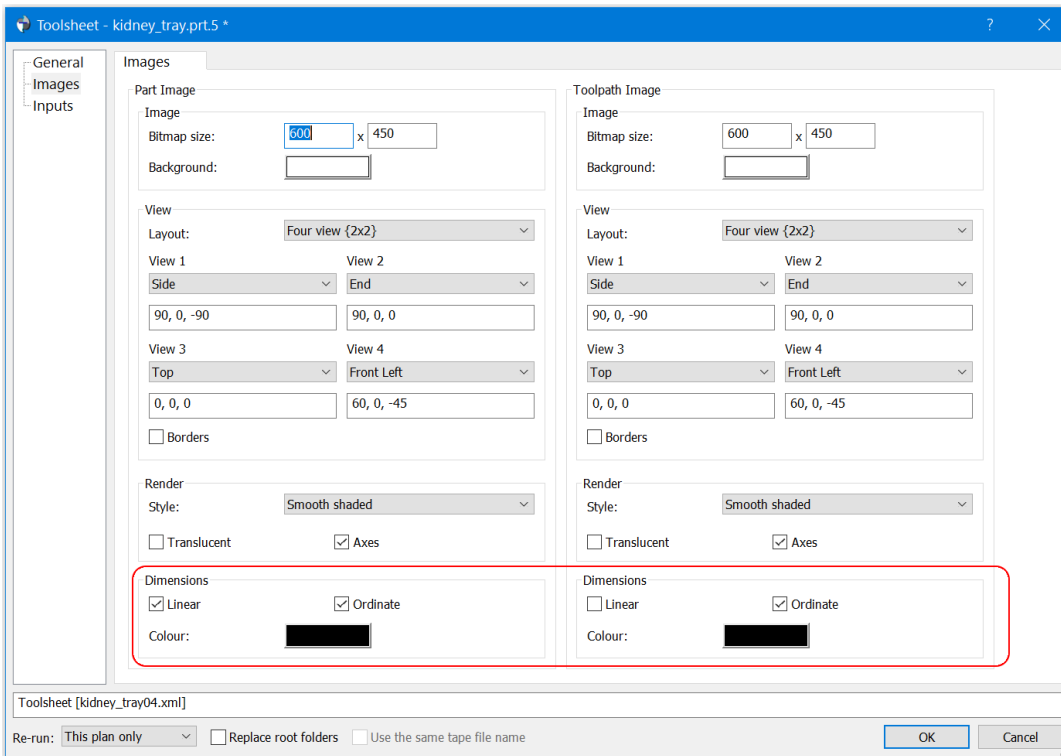 Toolsheet - kidney_tray.prt.5 * ?
General
Images
Inputs
Images
Part Image
Image
Bitmap size: 600 x 450
Background:
View
Layout: Four view {2x2}
View 1 View 2
Side End
90, 0, -90 90, 0, 0
View 3 View 4
Top Front Left
0, 0, 0 60, 0, -45
Borders
Render
Style: Smooth shaded
Translucent Axes
Dimensions
Linear Ordinate
Colour:
Toolpath Image
Image
Bitmap size: 600 x 450
Background:
View
Layout: Four view {2x2}
View 1 View 2
Side End
90, 0, -90 90, 0, 0
View 3 View 4
Top Front Left
0, 0, 0 60, 0, -45
Borders
Render
Style: Smooth shaded
Translucent Axes
Dimensions
Linear Ordinate
Colour:
Toolsheet [kidney_tray04.xml]
Re-run: This plan only Replace root folders Use the same tape file name OK Cancel